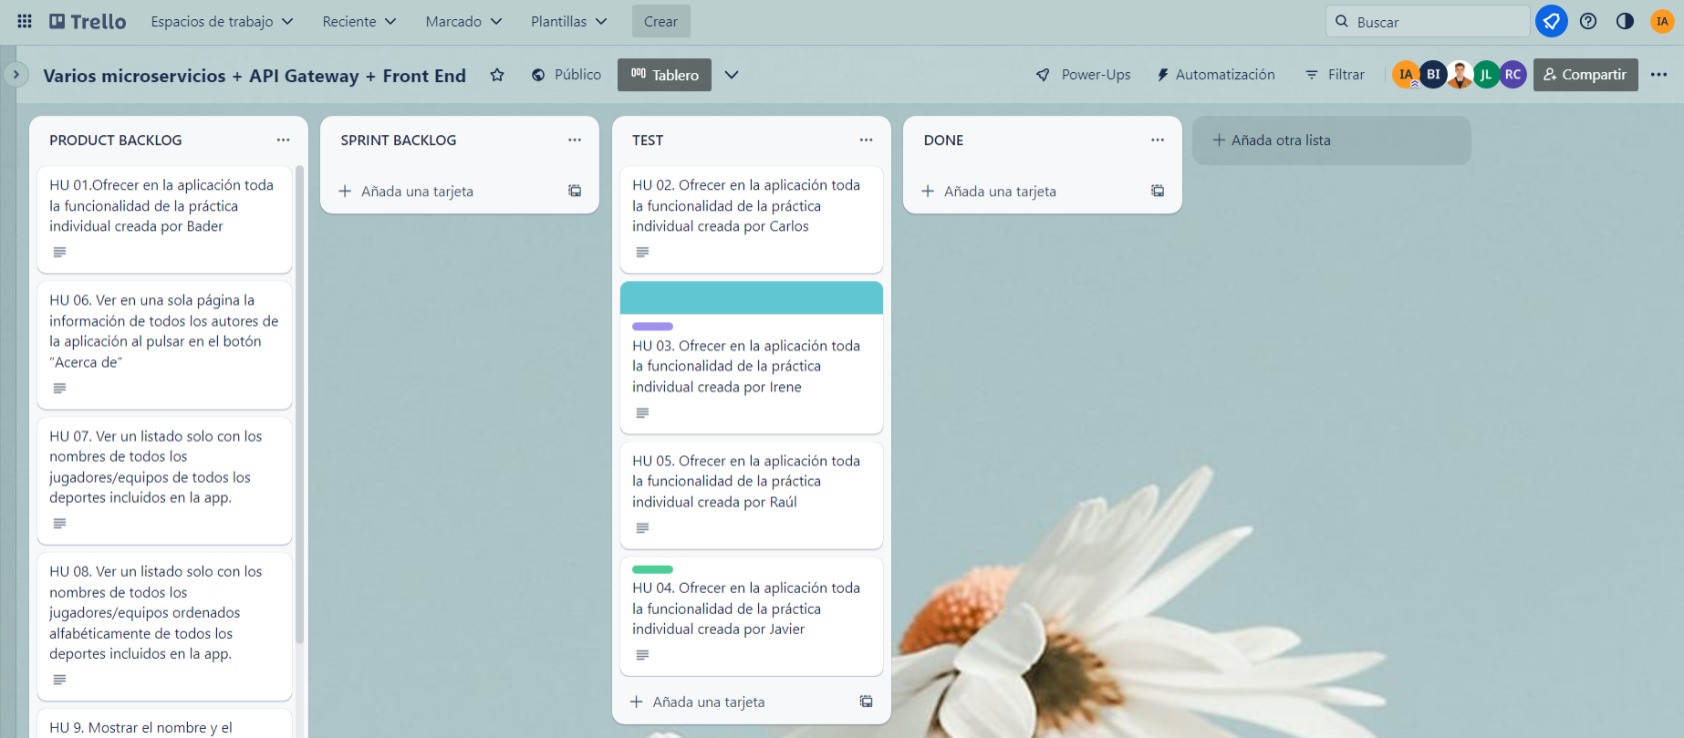 Trello Espacios de trabajo Reciente Marcado Plantillas Crear Buscar IA
Varios microservicios + API Gateway + Front End Público Tablero Power-Ups Automatización Filtrar IA BI JL RC Compartir
PRODUCT BACKLOG
HU 01.Ofrecer en la aplicación toda
la funcionalidad de la práctica
individual creada por Bader
HU 06. Ver en una sola página la
información de todos los autores de
la aplicación al pulsar en el botón
“Acerca de”
HU 07. Ver un listado solo con los
nombres de todos los
jugadores/equipos de todos los
deportes incluidos en la app.
HU 08. Ver un listado solo con los
nombres de todos los
jugadores/equipos ordenados
alfabéticamente de todos los
deportes incluidos en la app.
HU 9. Mostrar el nombre y el
SPRINT BACKLOG
Añada una tarjeta
TEST
HU 02. Ofrecer en la aplicación toda
la funcionalidad de la práctica
individual creada por Carlos
HU 03. Ofrecer en la aplicación toda
la funcionalidad de la práctica
individual creada por Irene
HU 05. Ofrecer en la aplicación toda
la funcionalidad de la práctica
individual creada por Raúl
HU 04. Ofrecer en la aplicación toda
la funcionalidad de la práctica
individual creada por Javier
Añada una tarjeta
DONE
Añada una tarjeta
Añada otra lista